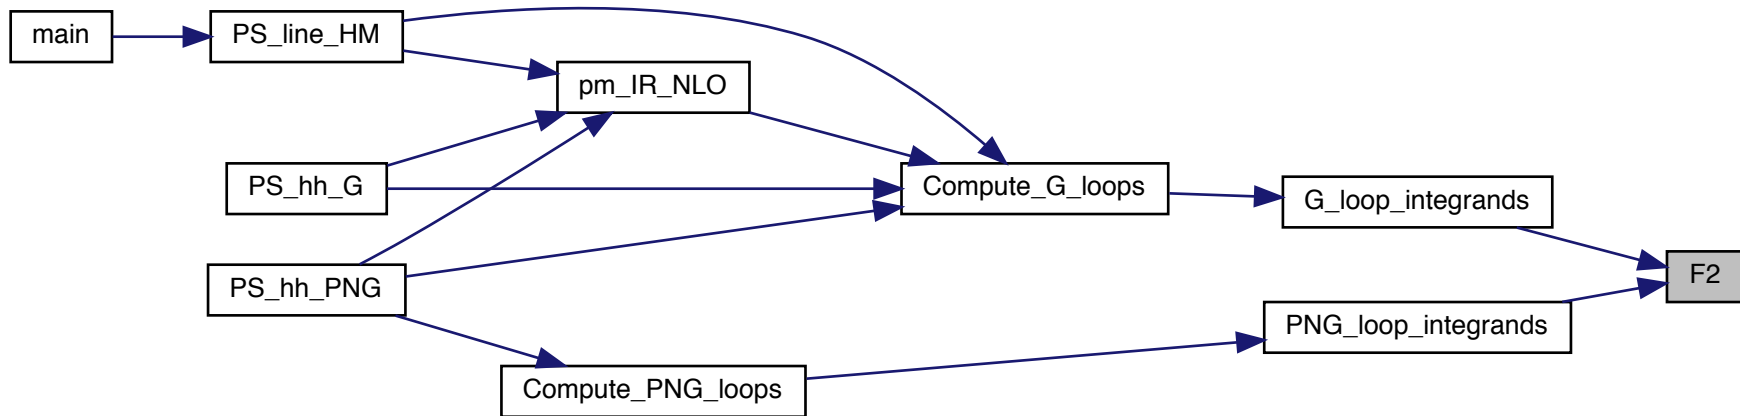 main
PS_line_HM
pm_IR_NLO
PS_hh_G
Compute_G_loops
G_loop_integrands
F2
PS_hh_PNG
PNG_loop_integrands
Compute_PNG_loops